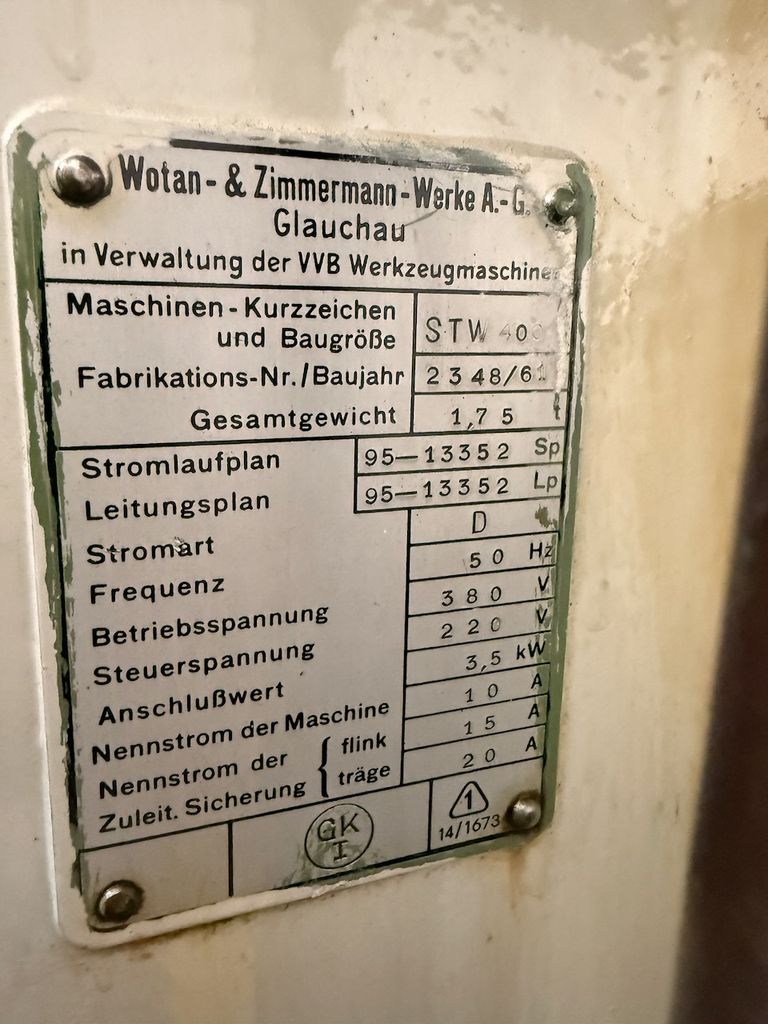 Wotan- & Zimmermann-Werke A.-G.
Glauchau
in Verwaltung der VVB Werkzeugmaschine
Maschinen-Kurzzeichen
und Baugröße STW 400
Fabrikations-Nr./Baujahr 2348/61
Gesamtgewicht 1,75 t
Stromlaufplan 95—13352 Sp
Leitungsplan 95—13352 Lp
Stromart D
Frequenz 50 Hz
Betriebsspannung 380 V
Steuerspannung 220 V
Anschlußwert 3,5 kW
Nennstrom der Maschine 10 A
Nennstrom der flink 15 A
Zuleit. Sicherung träge 20 A
GK
I
1
14/1673